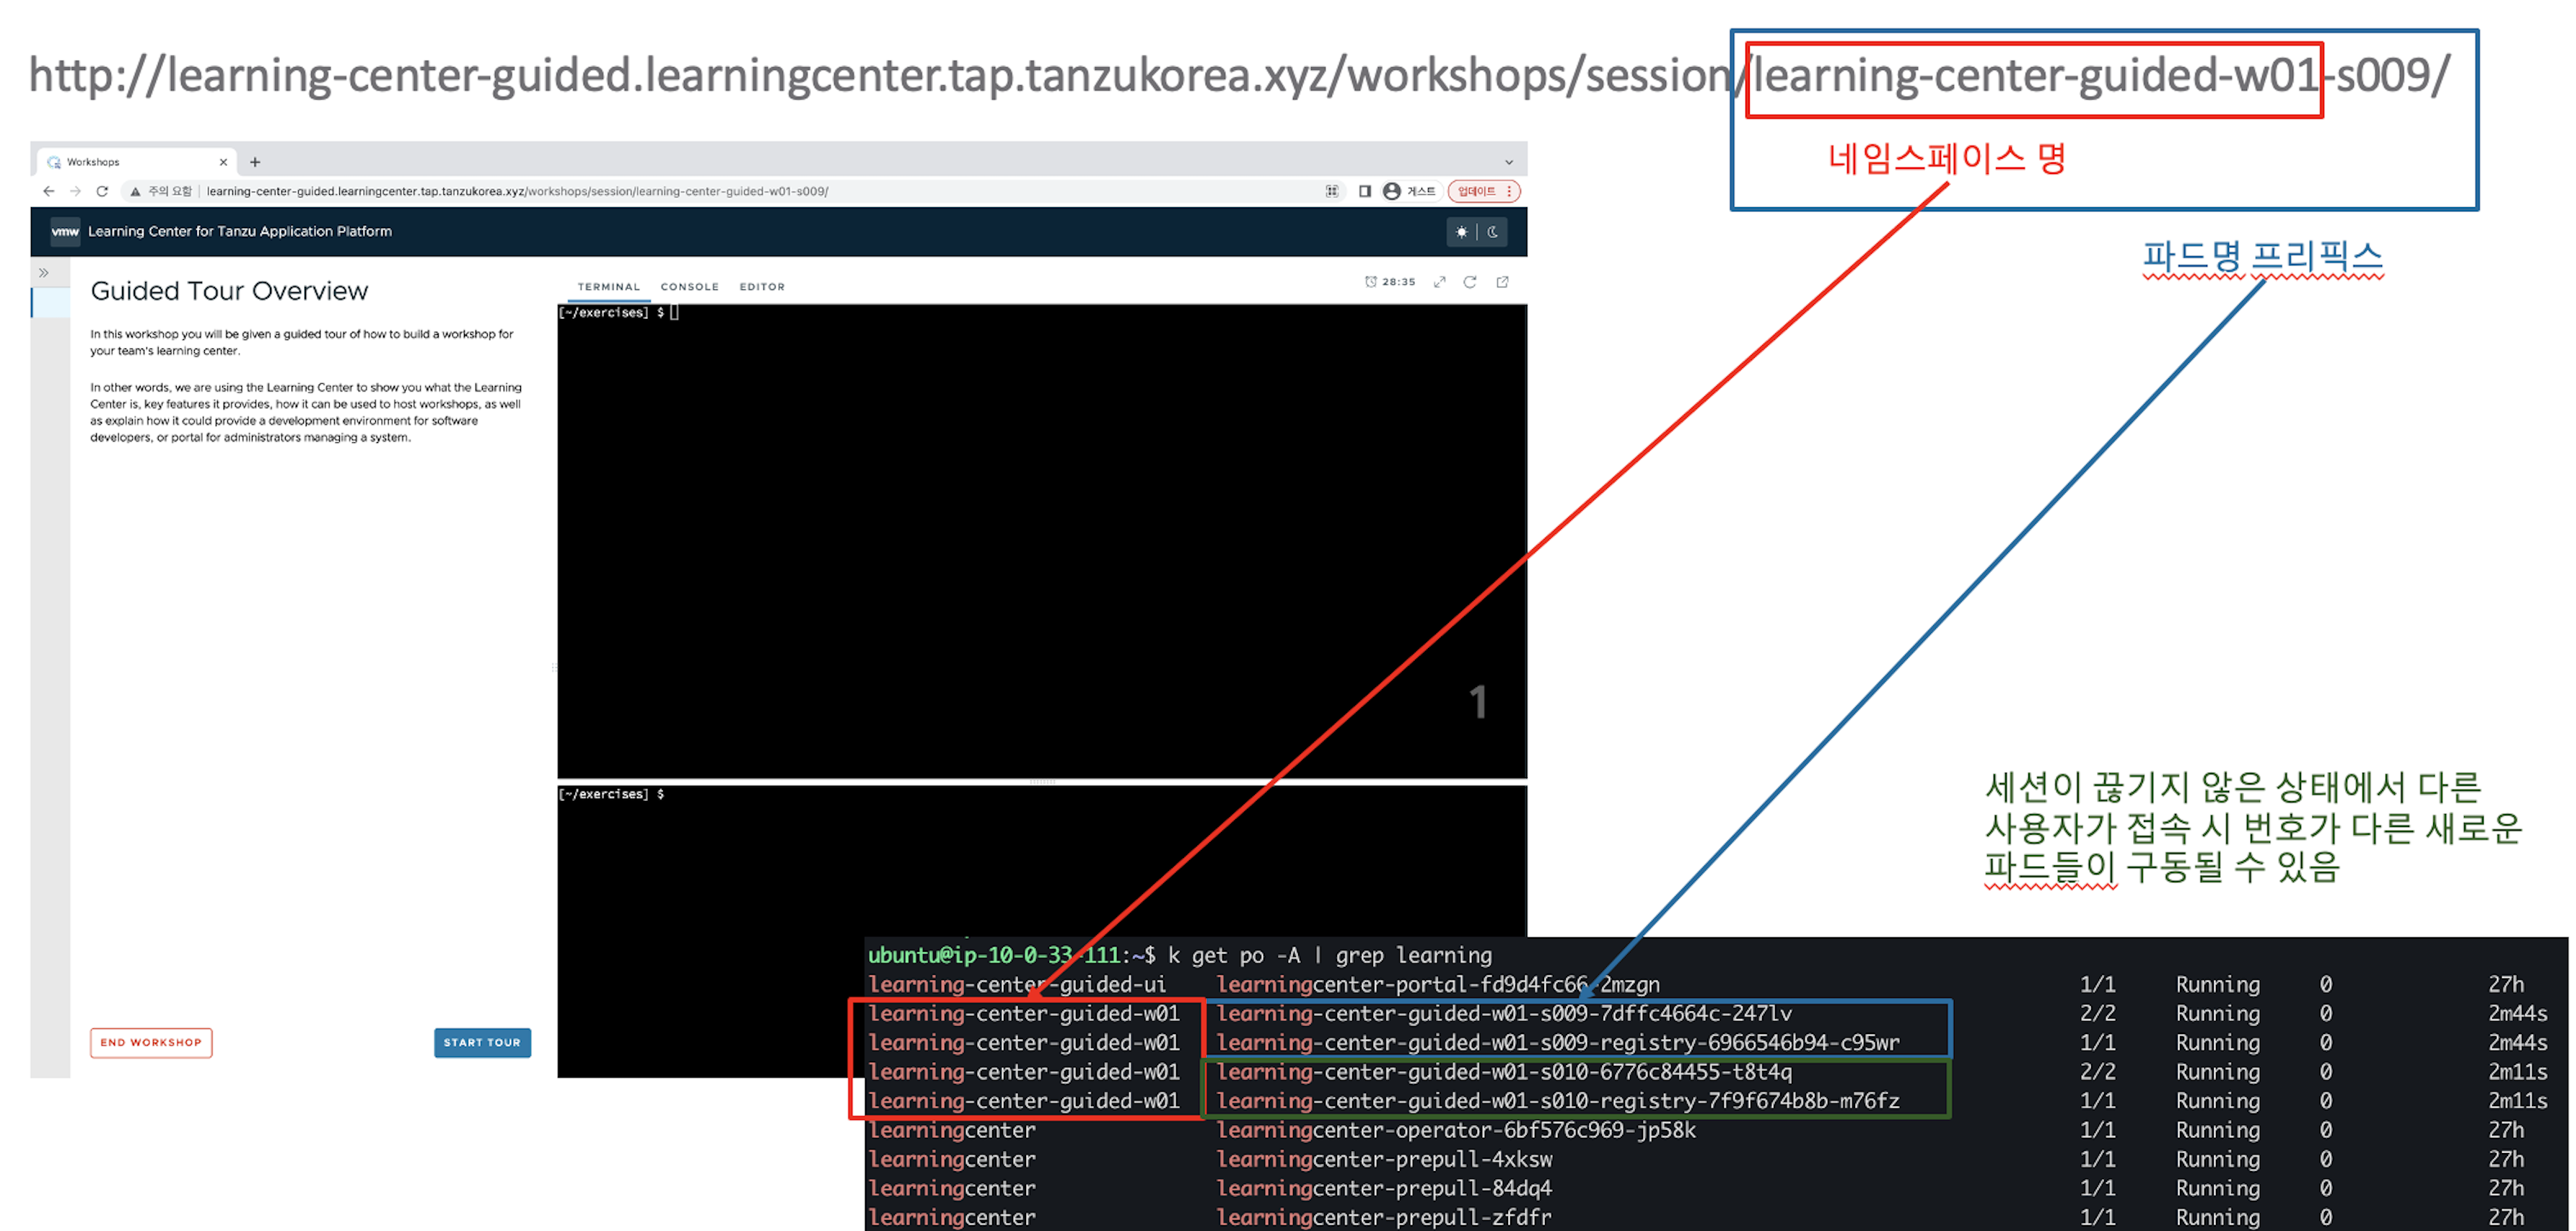 http://learning-center-guided.learningcenter.tap.tanzukorea.xyz/workshops/session/learning-center-guided-w01-s009/
네임스페이스 명
파드명 프리픽스
Workshops
주의 요함 learning-center-guided.learningcenter.tap.tanzukorea.xyz/workshops/session/learning-center-guided-w01-s009/ 게스트 업데이트
vmw Learning Center for Tanzu Application Platform
Guided Tour Overview
In this workshop you will be given a guided tour of how to build a workshop for
your team's learning center.
In other words, we are using the Learning Center to show you what the Learning
Center is, key features it provides, how it can be used to host workshops, as well
as explain how it could provide a development environment for software
developers, or portal for administrators managing a system.
END WORKSHOP START TOUR
TERMINAL CONSOLE EDITOR 28:35
[~/exercises] $
1
[~/exercises] $
세션이 끊기지 않은 상태에서 다른
사용자가 접속 시 번호가 다른 새로운
파드들이 구동될 수 있음
ubuntu@ip-10-0-33-111:~$ k get po -A | grep learning
learning-center-guided-ui learningcenter-portal-fd9d4fc66-2mzgn 1/1 Running 0 27h
learning-center-guided-w01 learning-center-guided-w01-s009-7dffc4664c-247lv 2/2 Running 0 2m44s
learning-center-guided-w01 learning-center-guided-w01-s009-registry-6966546b94-c95wr 1/1 Running 0 2m44s
learning-center-guided-w01 learning-center-guided-w01-s010-6776c84455-t8t4q 2/2 Running 0 2m11s
learning-center-guided-w01 learning-center-guided-w01-s010-registry-7f9f674b8b-m76fz 1/1 Running 0 2m11s
learningcenter learningcenter-operator-6bf576c969-jp58k 1/1 Running 0 27h
learningcenter learningcenter-prepull-4xksw 1/1 Running 0 27h
learningcenter learningcenter-prepull-84dq4 1/1 Running 0 27h
learningcenter learningcenter-prepull-zfdfr 1/1 Running 0 27h